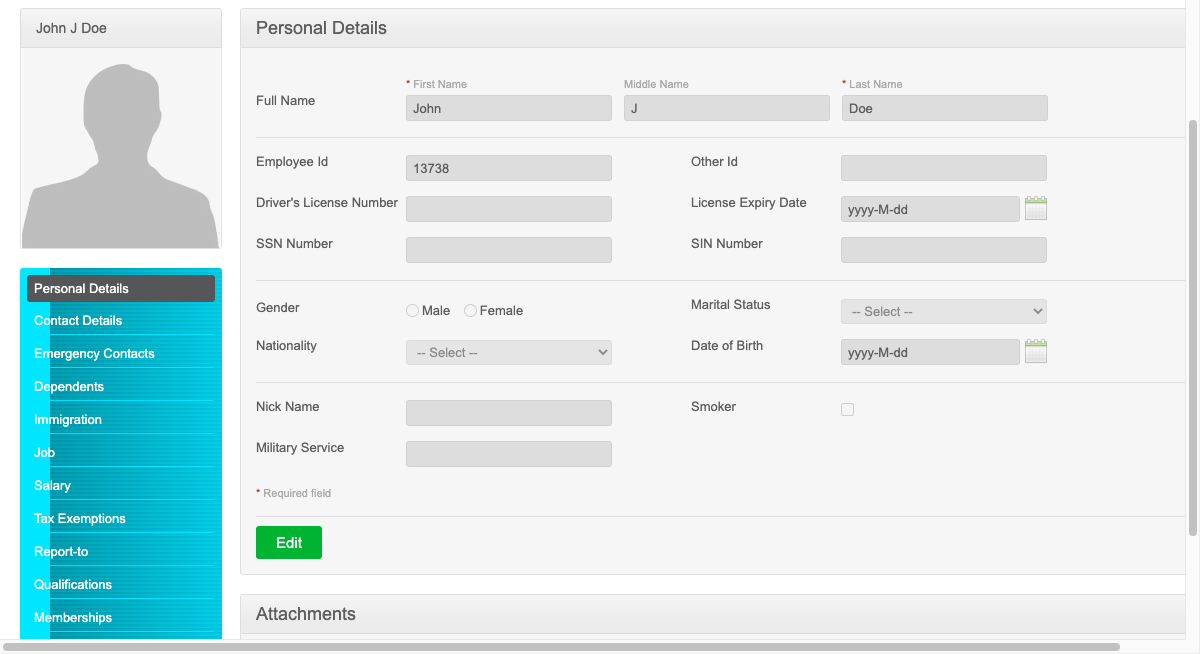 John J Doe
Personal Details
Contact Details
Emergency Contacts
Dependents
Immigration
Job
Salary
Tax Exemptions
Report-to
Qualifications
Memberships
Personal Details
* First Name Middle Name * Last Name
Full Name John J Doe
Employee Id 13738 Other Id
Driver's License Number License Expiry Date yyyy-M-dd
SSN Number SIN Number
Gender Male Female Marital Status -- Select --
Nationality -- Select -- Date of Birth yyyy-M-dd
Nick Name Smoker
Military Service
* Required field
Edit
Attachments